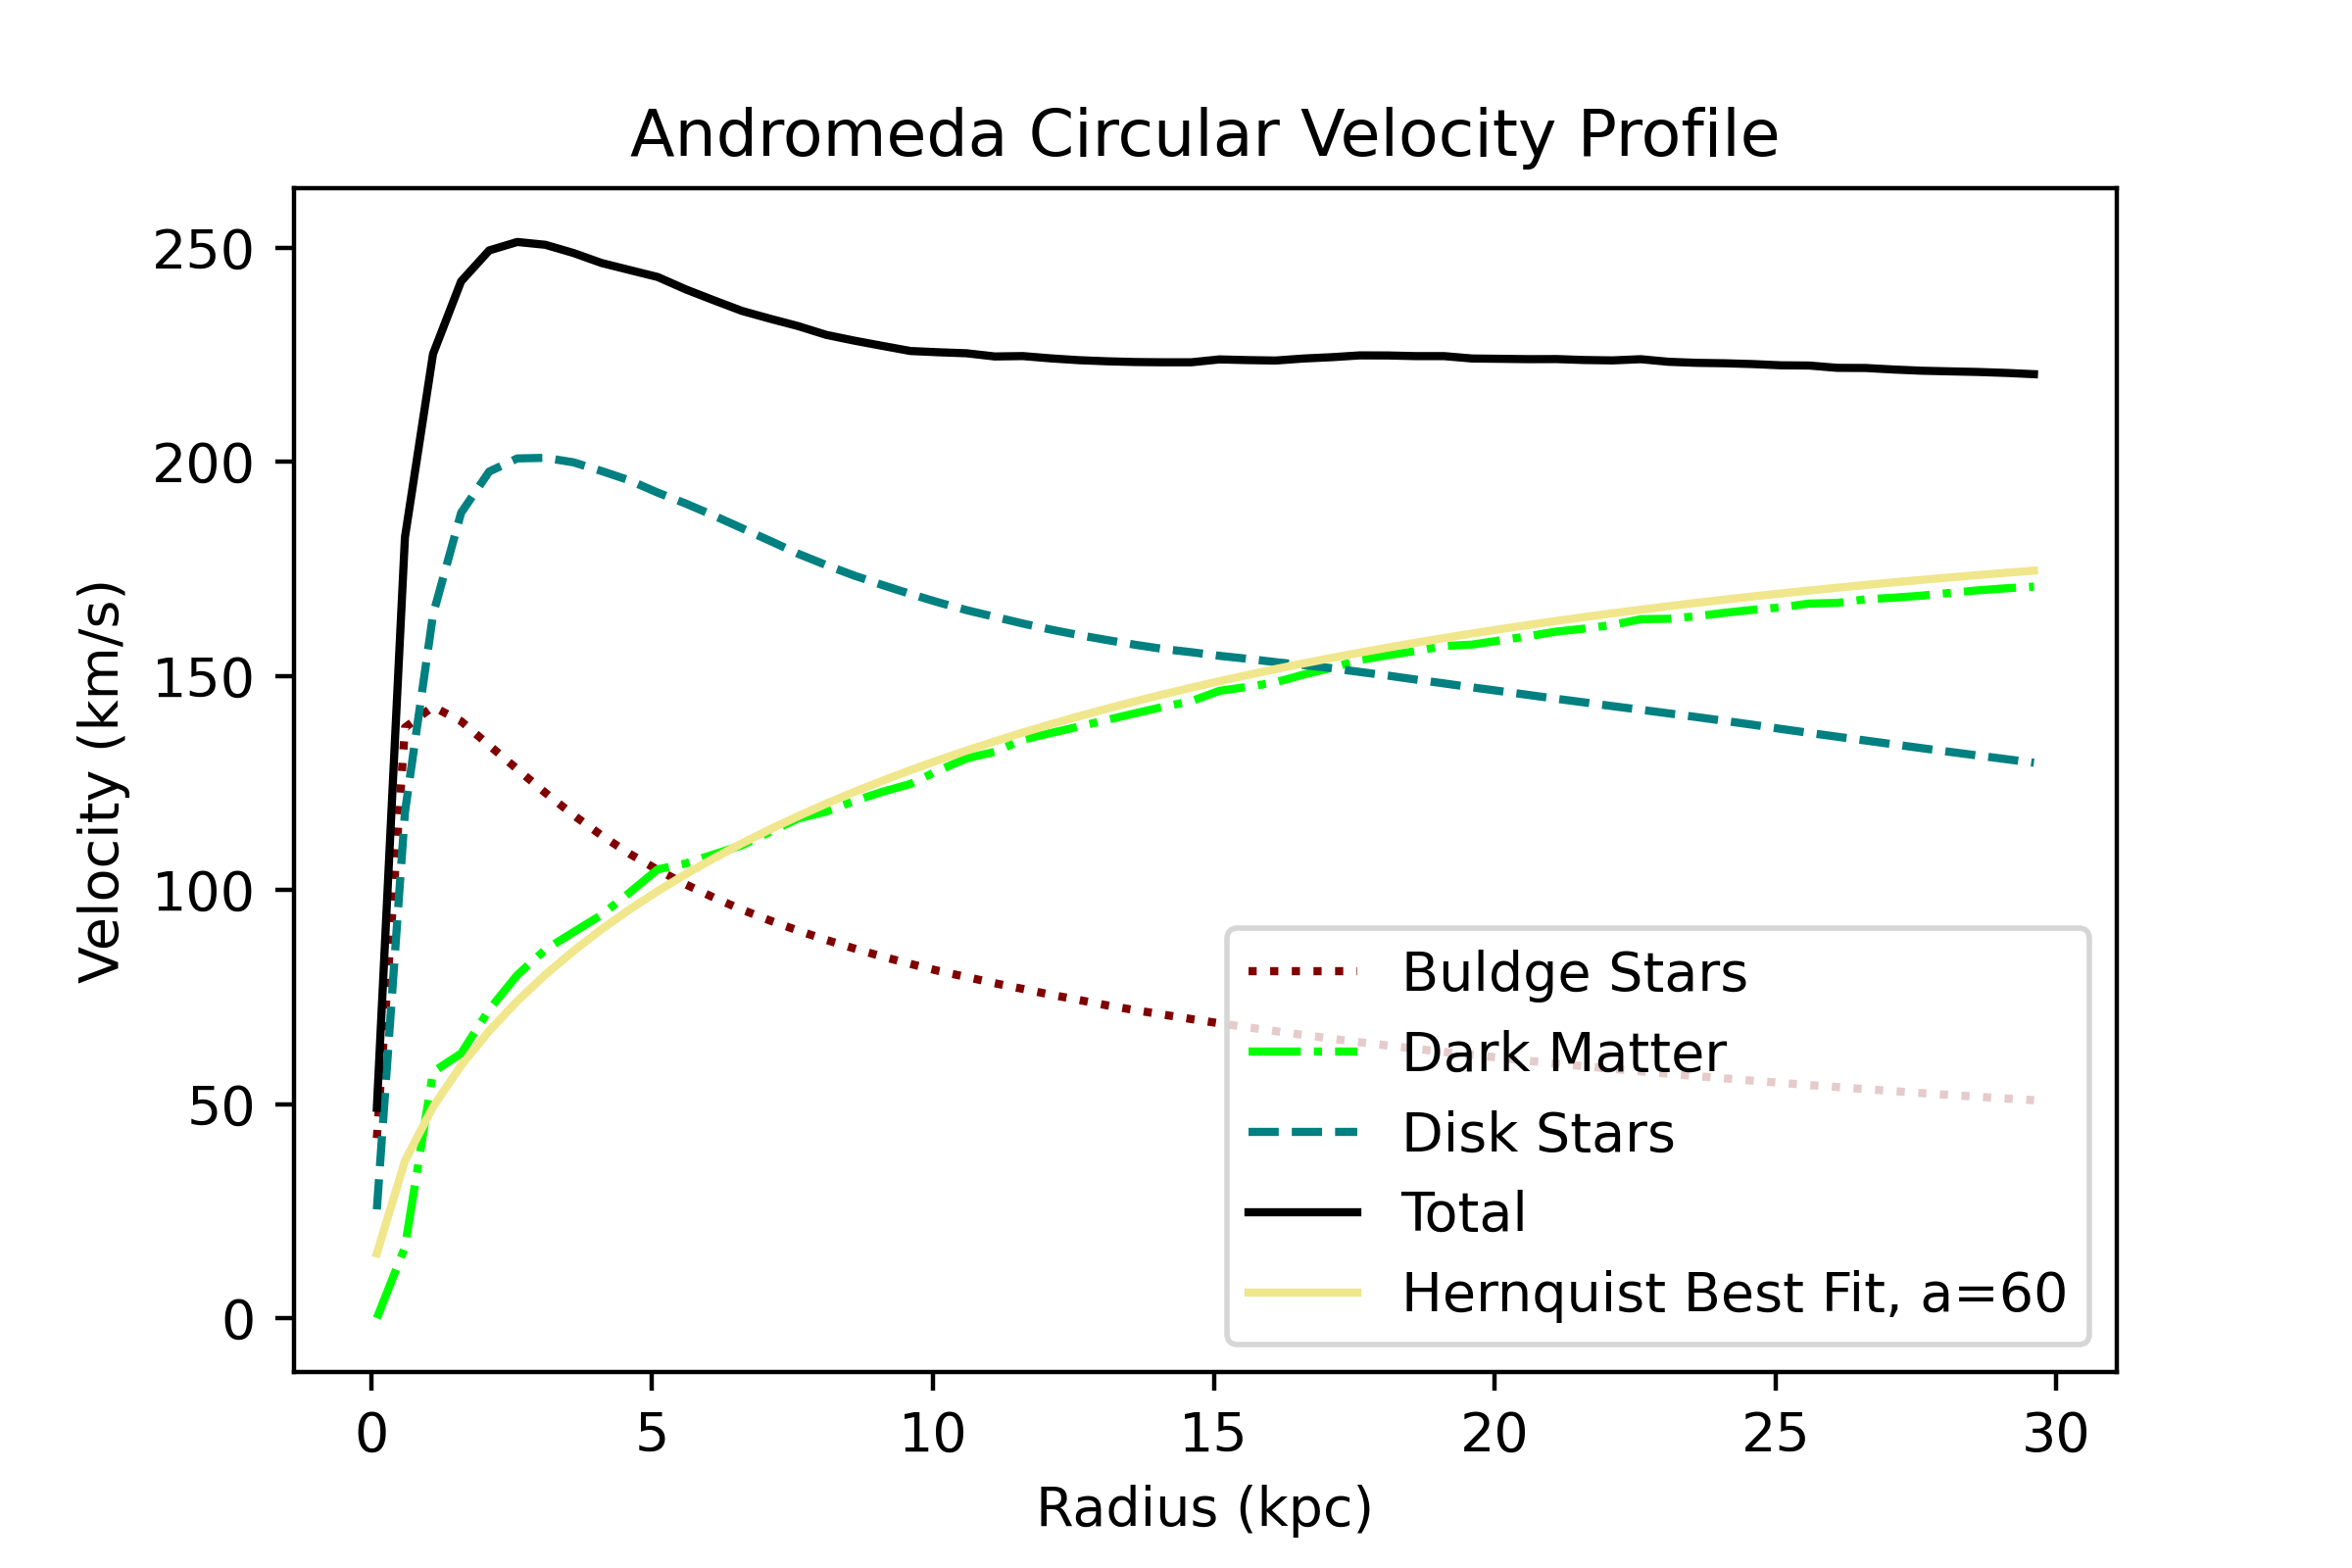 Andromeda Circular Velocity Profile
Velocity (km/s)
250
200
150
100
50
0
Buldge Stars
Dark Matter
Disk Stars
Total
Hernquist Best Fit, a=60
0 5 10 15 20 25 30
Radius (kpc)